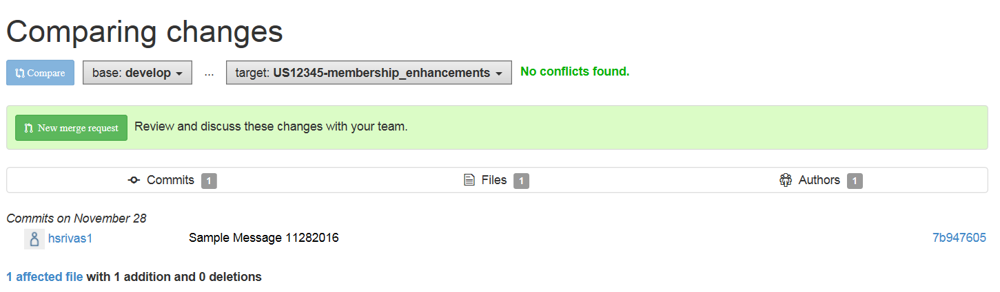 Comparing changes
Compare base: develop ... target: US12345-membership_enhancements No conflicts found.
New merge request Review and discuss these changes with your team.
Commits 1 Files 1 Authors 1
Commits on November 28
hsrivas1 Sample Message 11282016 7b947605
1 affected file with 1 addition and 0 deletions